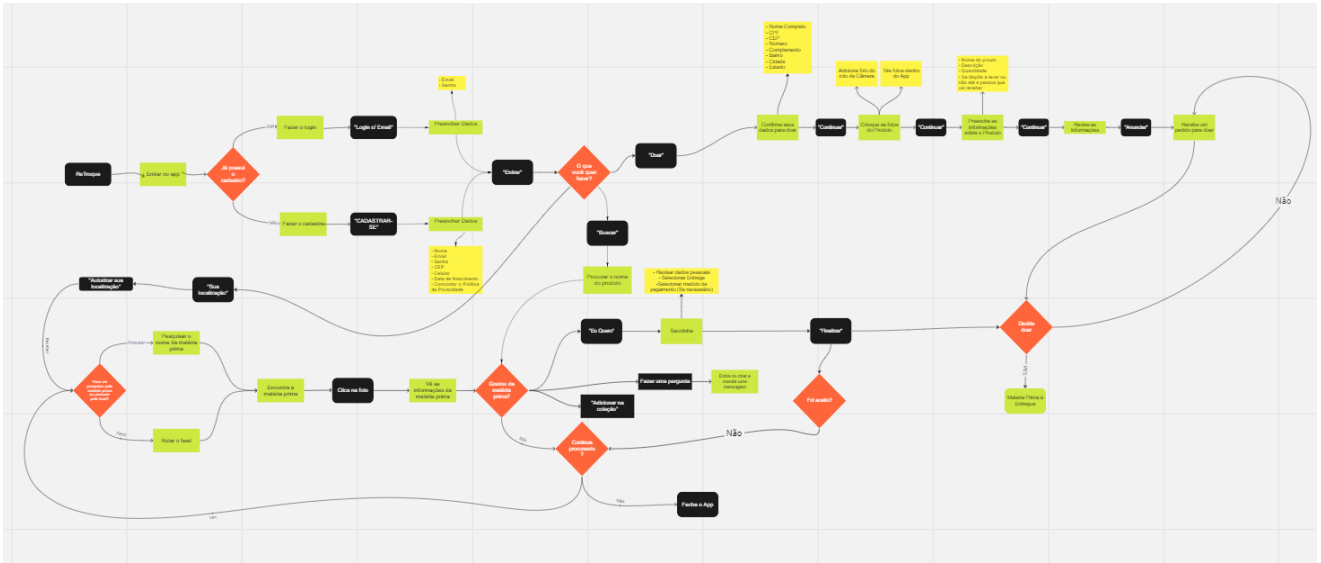 ReTroque
Entrar no app
Já possui
o
cadastro?
Fazer o login
"Login c/ Email"
Preencher Dados
- Email
- Senha
Fazer o cadastro
"CADASTRAR-
SE"
Preencher Dados
- Nome
- Email
- Senha
- CEP
- Celular
- Data de Nascimento
- Concordar c/ Política
de Privacidade
"Entrar"
O que
você quer
fazer?
"Doar"
Confirme seus
dados para doar
- Nome Completo
- CPF
- CEP
- Número
- Complemento
- Bairro
- Cidade
- Estado
"Continuar"
Coloque as fotos
do Produto
Adicione foto do
rolo de Câmera
Tire fotos dentro
do App
"Continuar"
Preencha as
informações
sobre o Produto
- Descrição
- Quantidade
- Se dispõe a levar ou
não até a pessoa que
vai receber
"Continuar"
Revise as
informações
"Anunciar"
Receba um
pedido para doar
Não
"Buscar"
Procurar o nome
do produto
"Sua
localização"
"Autorizar sua
localização"
Pesquisar o
nome da matéria
prima
Rolar o feed
Encontra a
matéria prima
Clica na foto
Vê as
informações da
matéria prima
Gostou da
matéria
prima?
"Eu Quero"
Sacolinha
- Revisar dados pessoais
- Selecionar Entrega
-Selecionar médoto de
pagamento (Se necessário)
"Finalizar"
Fazer uma pergunta
Entra no chat e
manda uma
mensagem
"Adicionar na
coleção"
Foi aceito?
Não
Continua
procurando
?
Não
Não
Fecha o App
Sim
Decide
doar
Sim
Matéria Prima é
Entregue